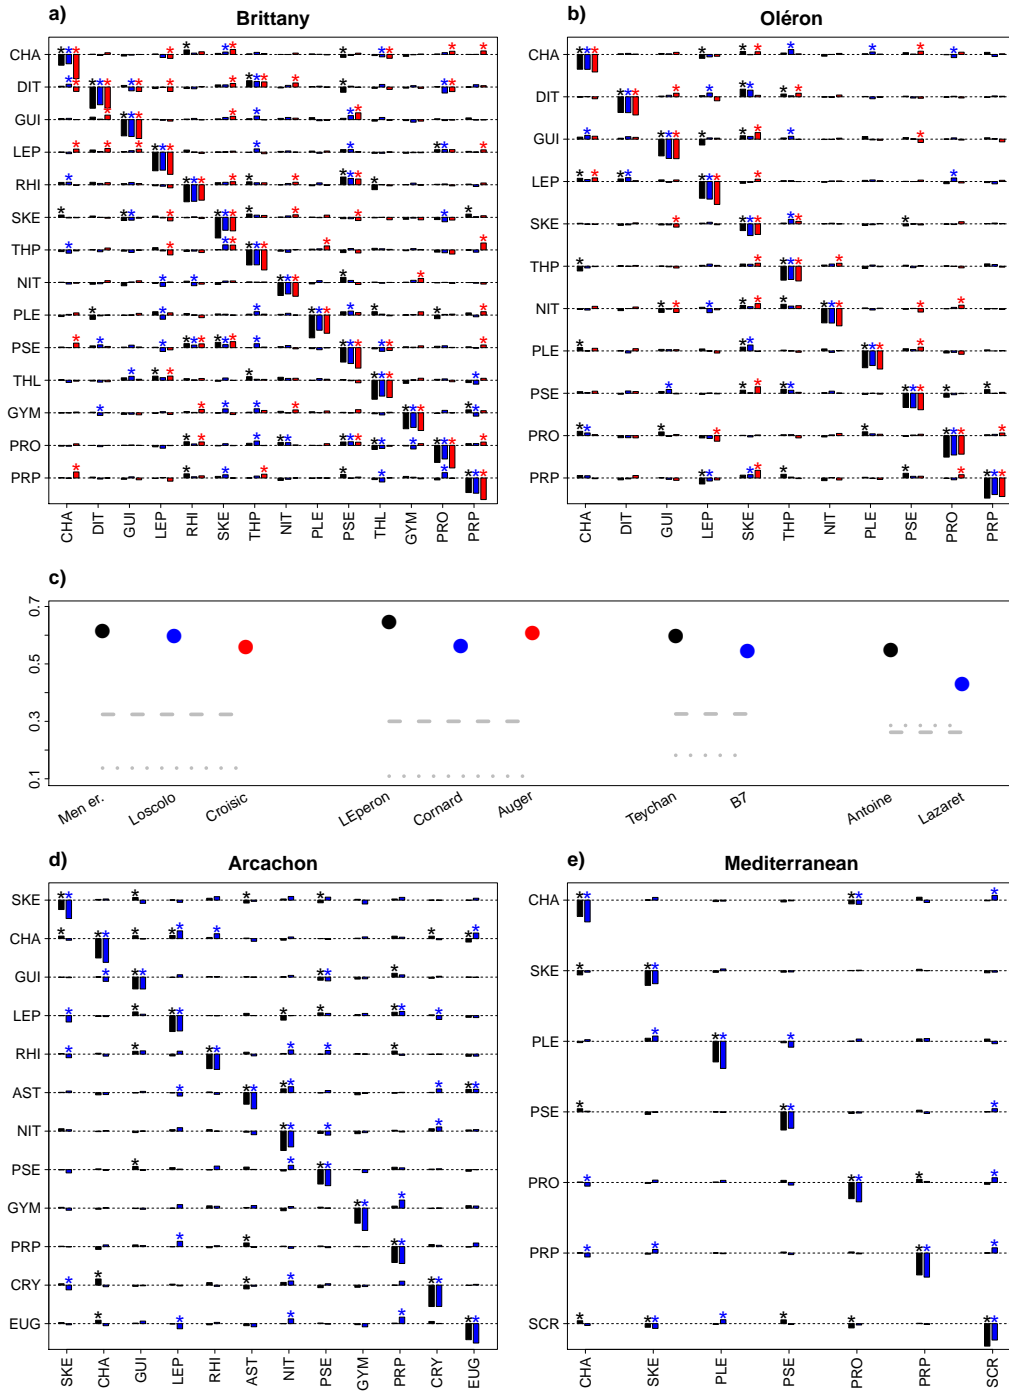 a) Brittany
CHA
DIT
GUI
LEP
RHI
SKE
THP
NIT
PLE
PSE
THL
GYM
PRO
PRP
CHA DIT GUI LEP RHI SKE THP NIT PLE PSE THL GYM PRO PRP
b) Oléron
CHA
DIT
GUI
LEP
SKE
THP
NIT
PLE
PSE
PRO
PRP
CHA DIT GUI LEP SKE THP NIT PLE PSE PRO PRP
c)
0.7
0.5
0.3
0.1
Men er. Loscolo Croisic LEperon Cornard Auger Teychan B7 Antoine Lazaret
d) Arcachon
SKE
CHA
GUI
LEP
RHI
AST
NIT
PSE
GYM
PRP
CRY
EUG
SKE CHA GUI LEP RHI AST NIT PSE GYM PRP CRY EUG
e) Mediterranean
CHA
SKE
PLE
PSE
PRO
PRP
SCR
CHA SKE PLE PSE PRO PRP SCR